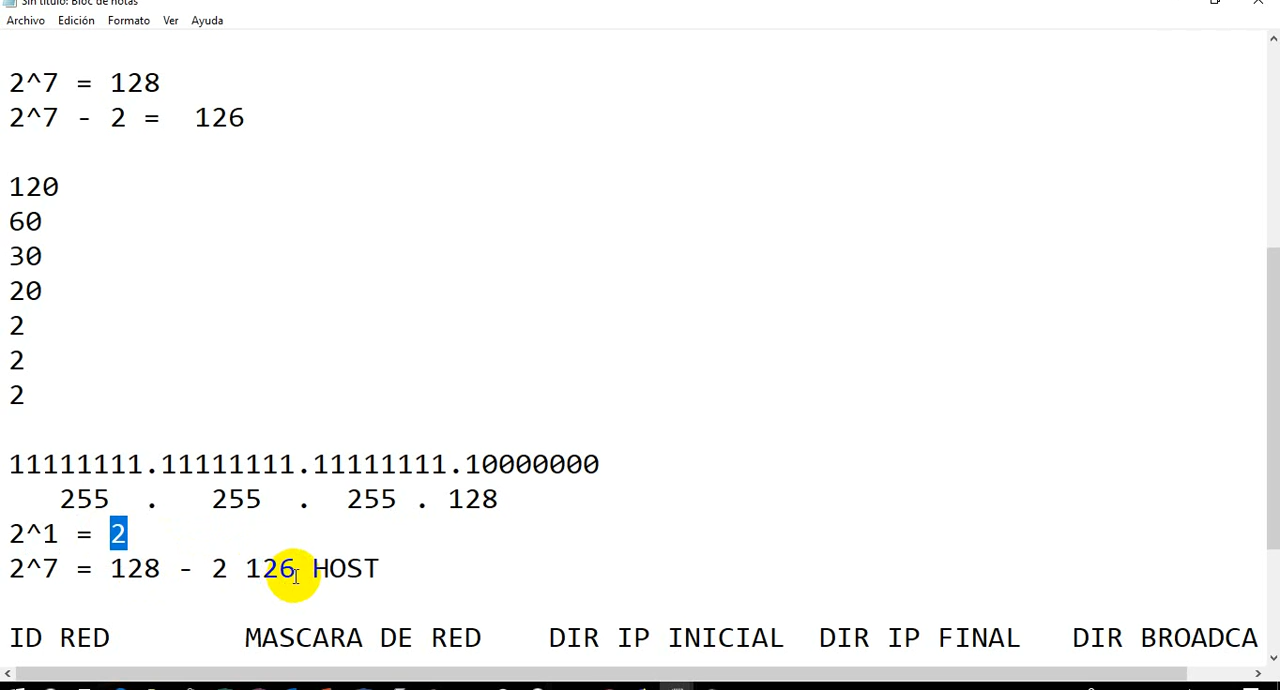 Sin título: Bloc de notas
Archivo Edición Formato Ver Ayuda
2^7 = 128
2^7 - 2 = 126
120
60
30
20
2
2
2
11111111.11111111.11111111.10000000
255 . 255 . 255 . 128
2^1 = 2
2^7 = 128 - 2 126 HOST
ID RED MASCARA DE RED DIR IP INICIAL DIR IP FINAL DIR BROADCA